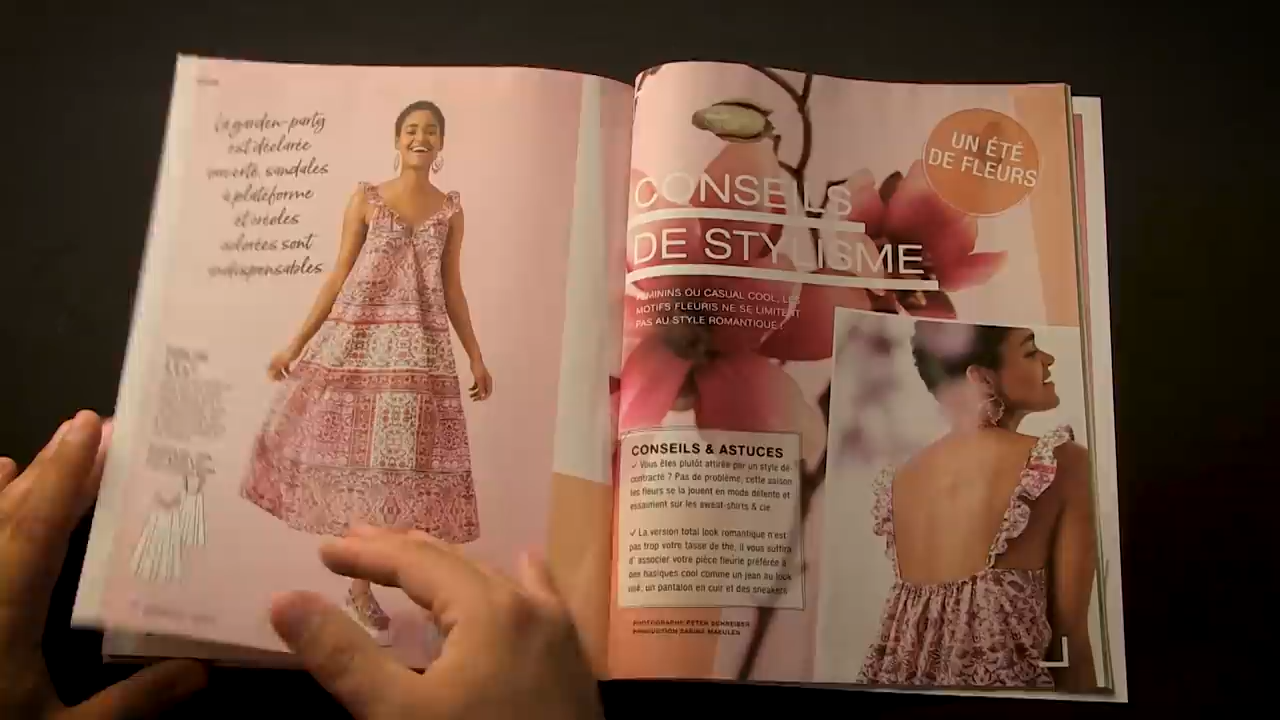 La garden-party
est déclarée
ouverte, sandales
à plateforme
et créoles
colorées sont
indispensables
UN ÉTÉ
DE FLEURS
CONSEILS
DE STYLISME
FÉMININS OU CASUAL COOL, LES
MOTIFS FLEURIS NE SE LIMITENT
PAS AU STYLE ROMANTIQUE !
CONSEILS & ASTUCES
✓ Vous êtes plutôt attirée par un style dé-
contracté ? Pas de problème, cette saison
les fleurs se la jouent en mode détente et
essaiment sur les sweat-shirts & cie
✓ La version total look romantique n'est
pas trop votre tasse de thé, il vous suffira
d' associer votre pièce fleurie préférée à
des basiques cool comme un jean au look
usé, un pantalon en cuir et des sneakers
PHOTOGRAPHE PETER SCHREIBER
PRODUCTION SABINE